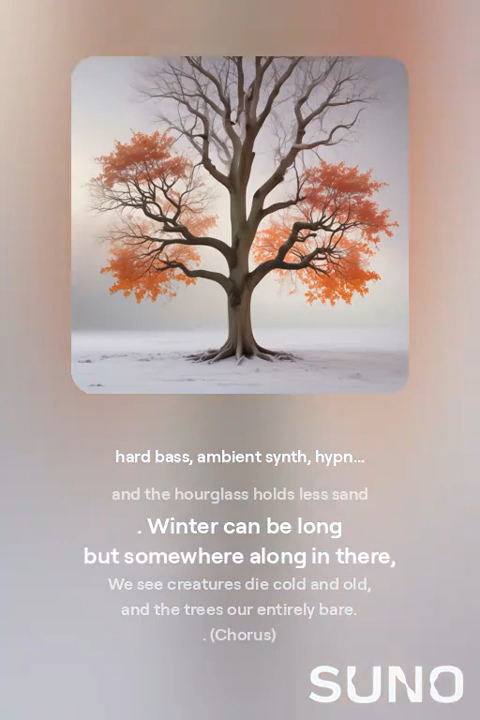 hard bass, ambient synth, hypn...
and the hourglass holds less sand
. Winter can be long
but somewhere along in there,
We see creatures die cold and old,
and the trees our entirely bare.
. (Chorus)
SUNO